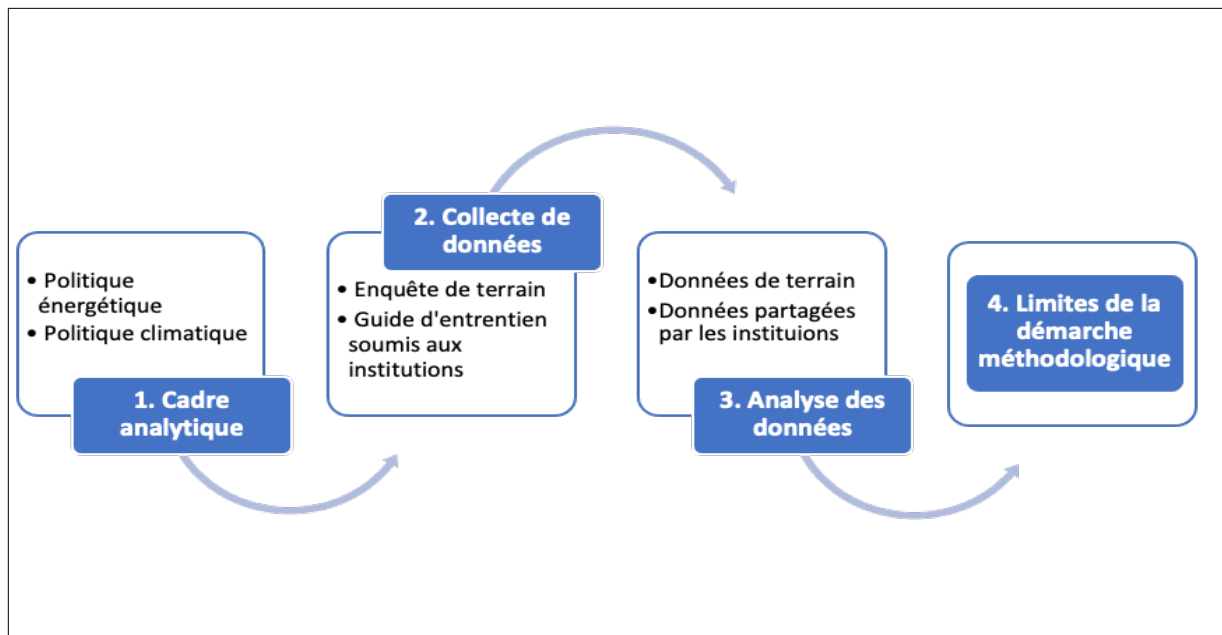 • Politique
énergétique
• Politique climatique
1. Cadre
analytique
2. Collecte de
données
• Enquête de terrain
• Guide d'entrentien
soumis aux
institutions
•Données de terrain
•Données partagées
par les instituions
3. Analyse des
données
4. Limites de la
démarche
méthodologique